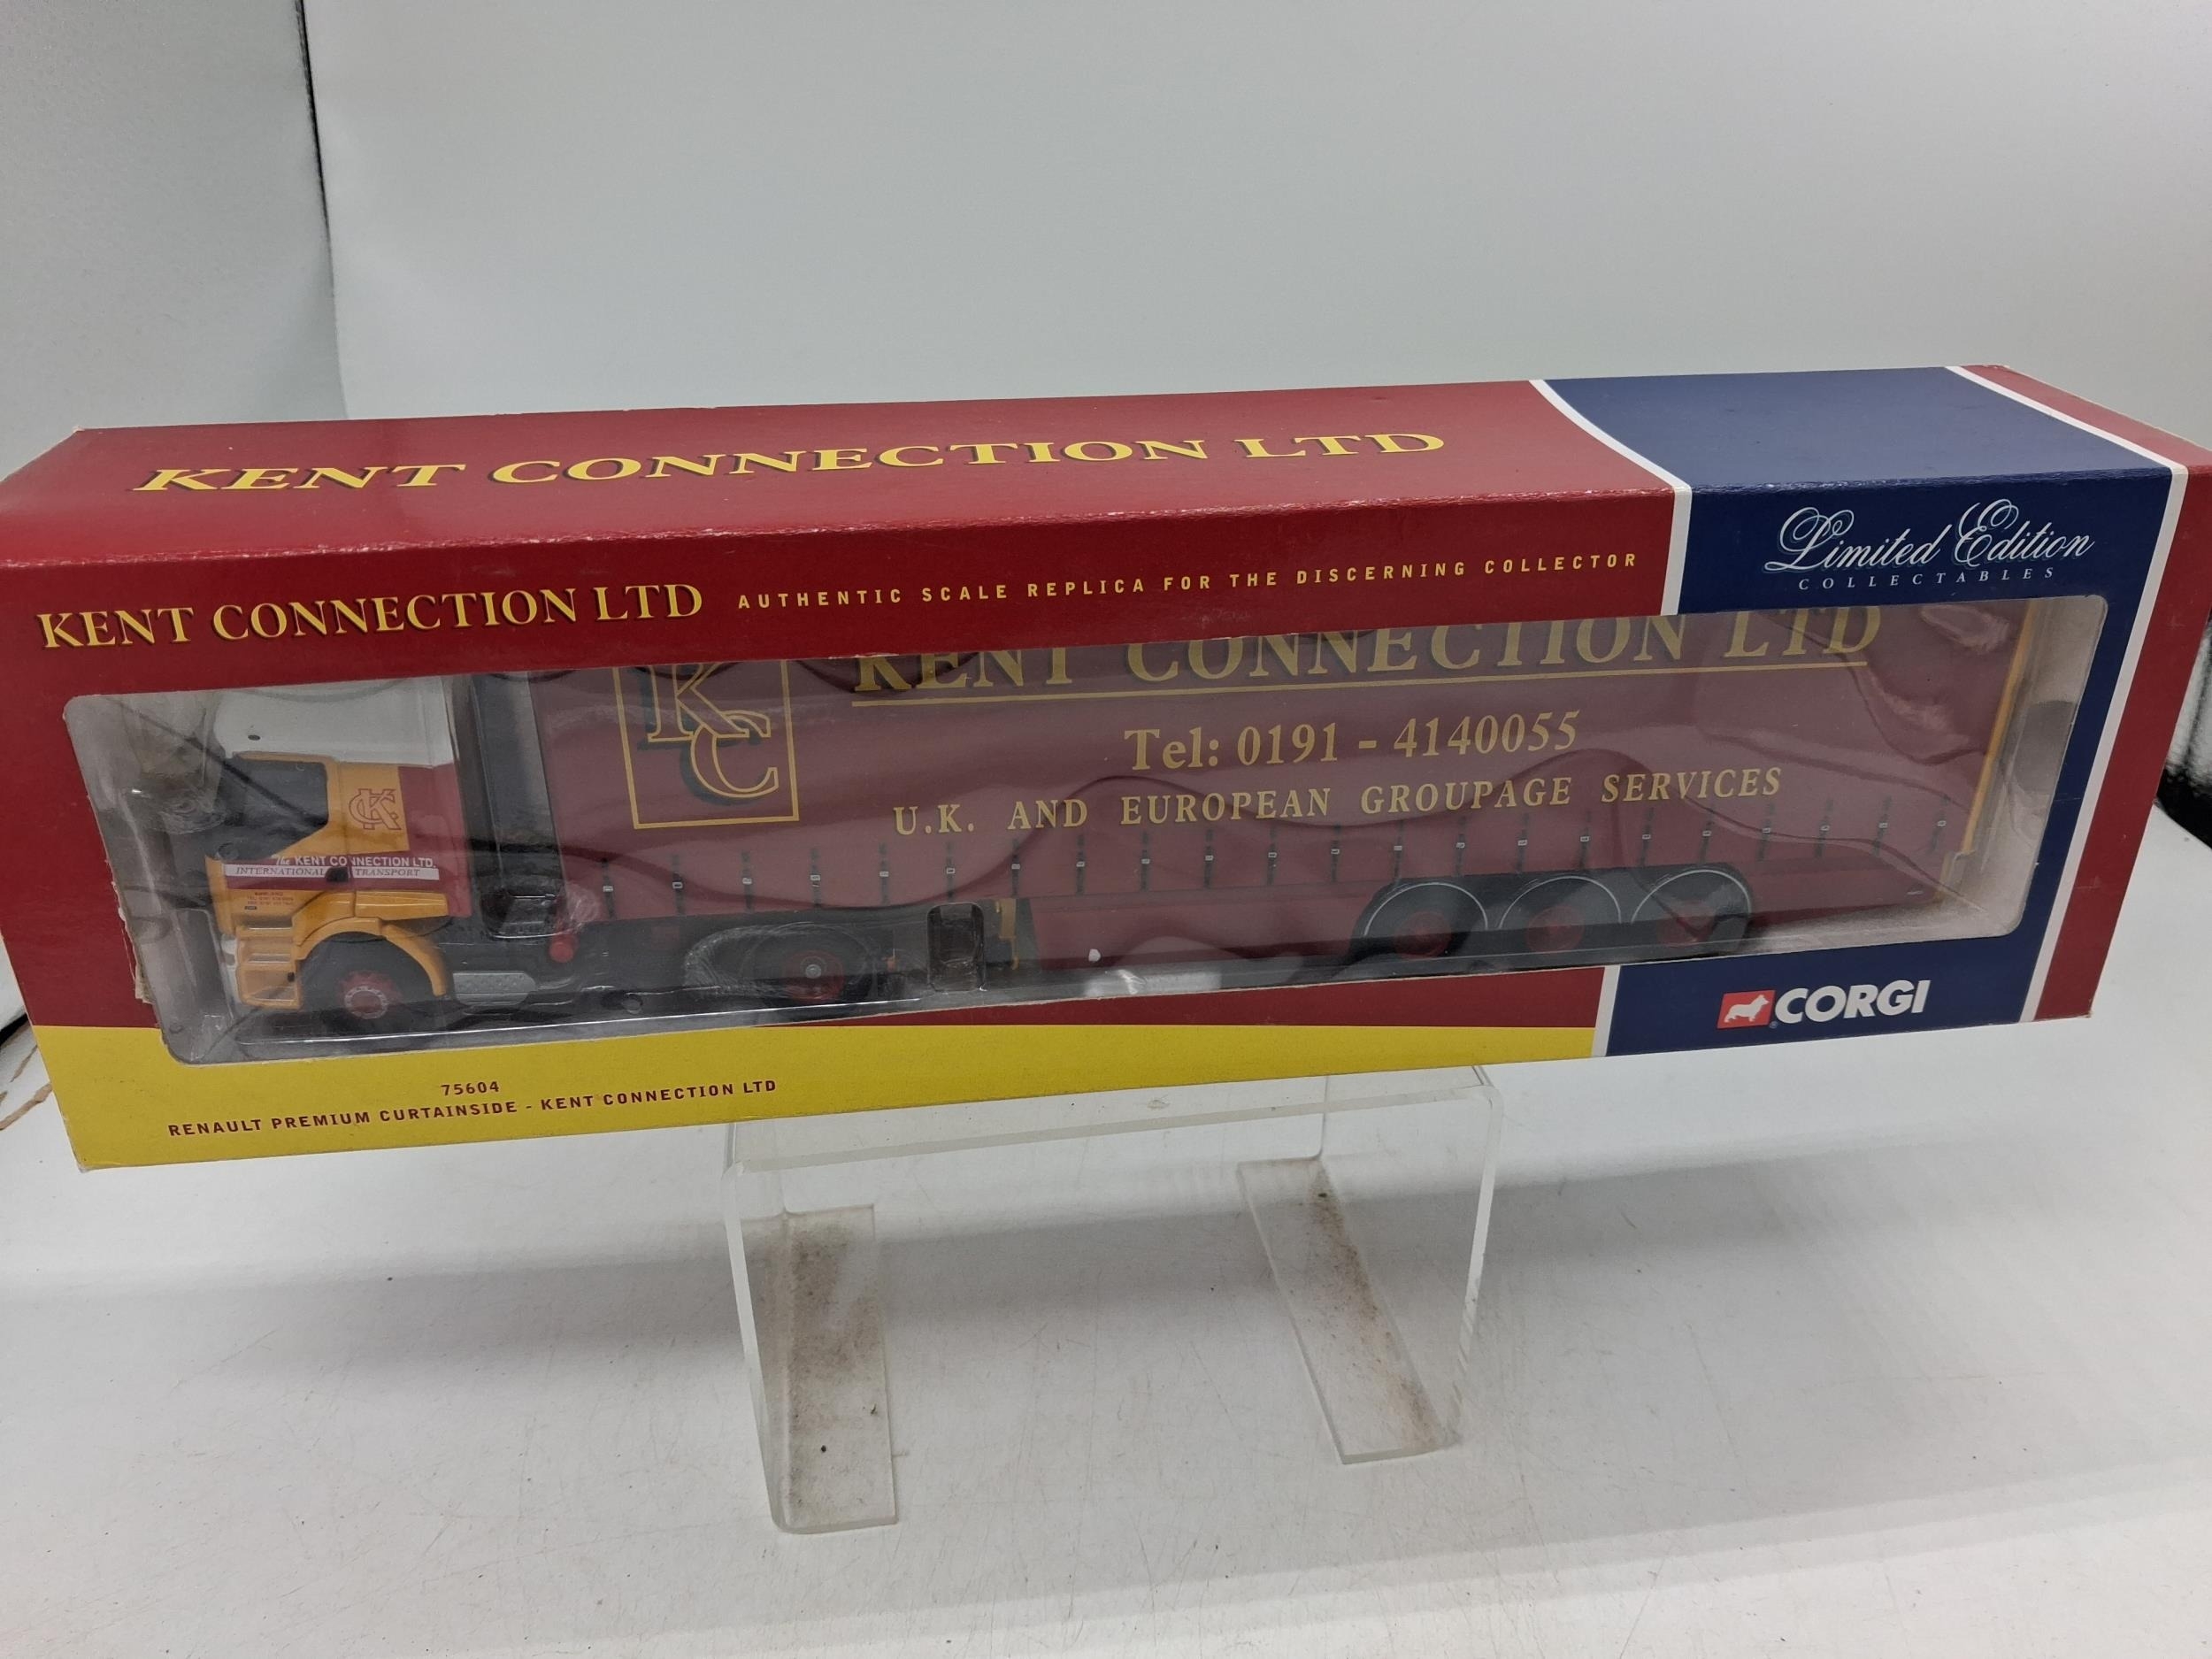 KENT CONNECTION LTD
Limited Edition
COLLECTABLES
KENT CONNECTION LTD AUTHENTIC SCALE REPLICA FOR THE DISCERNING COLLECTOR
KENT CONNECTION LTD
KC
Tel: 0191 - 4140055
U.K. AND EUROPEAN GROUPAGE SERVICES
KC
The KENT CONNECTION LTD.
INTERNATIONAL TRANSPORT
CORGI
75604
RENAULT PREMIUM CURTAINSIDE - KENT CONNECTION LTD